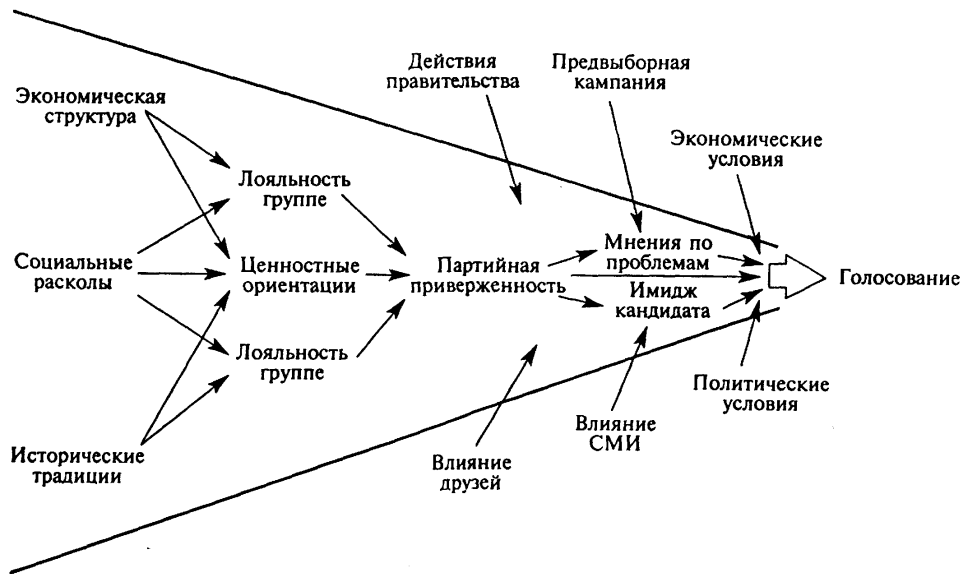 Действия
правительства
Предвыборная
кампания
Экономическая
структура
Экономические
условия
Лояльность
группе
Социальные
расколы
Ценностные
ориентации
Партийная
приверженность
Мнения по
проблемам
Имидж
кандидата
Голосование
Лояльность
группе
Политические
условия
Исторические
традиции
Влияние
друзей
Влияние
СМИ